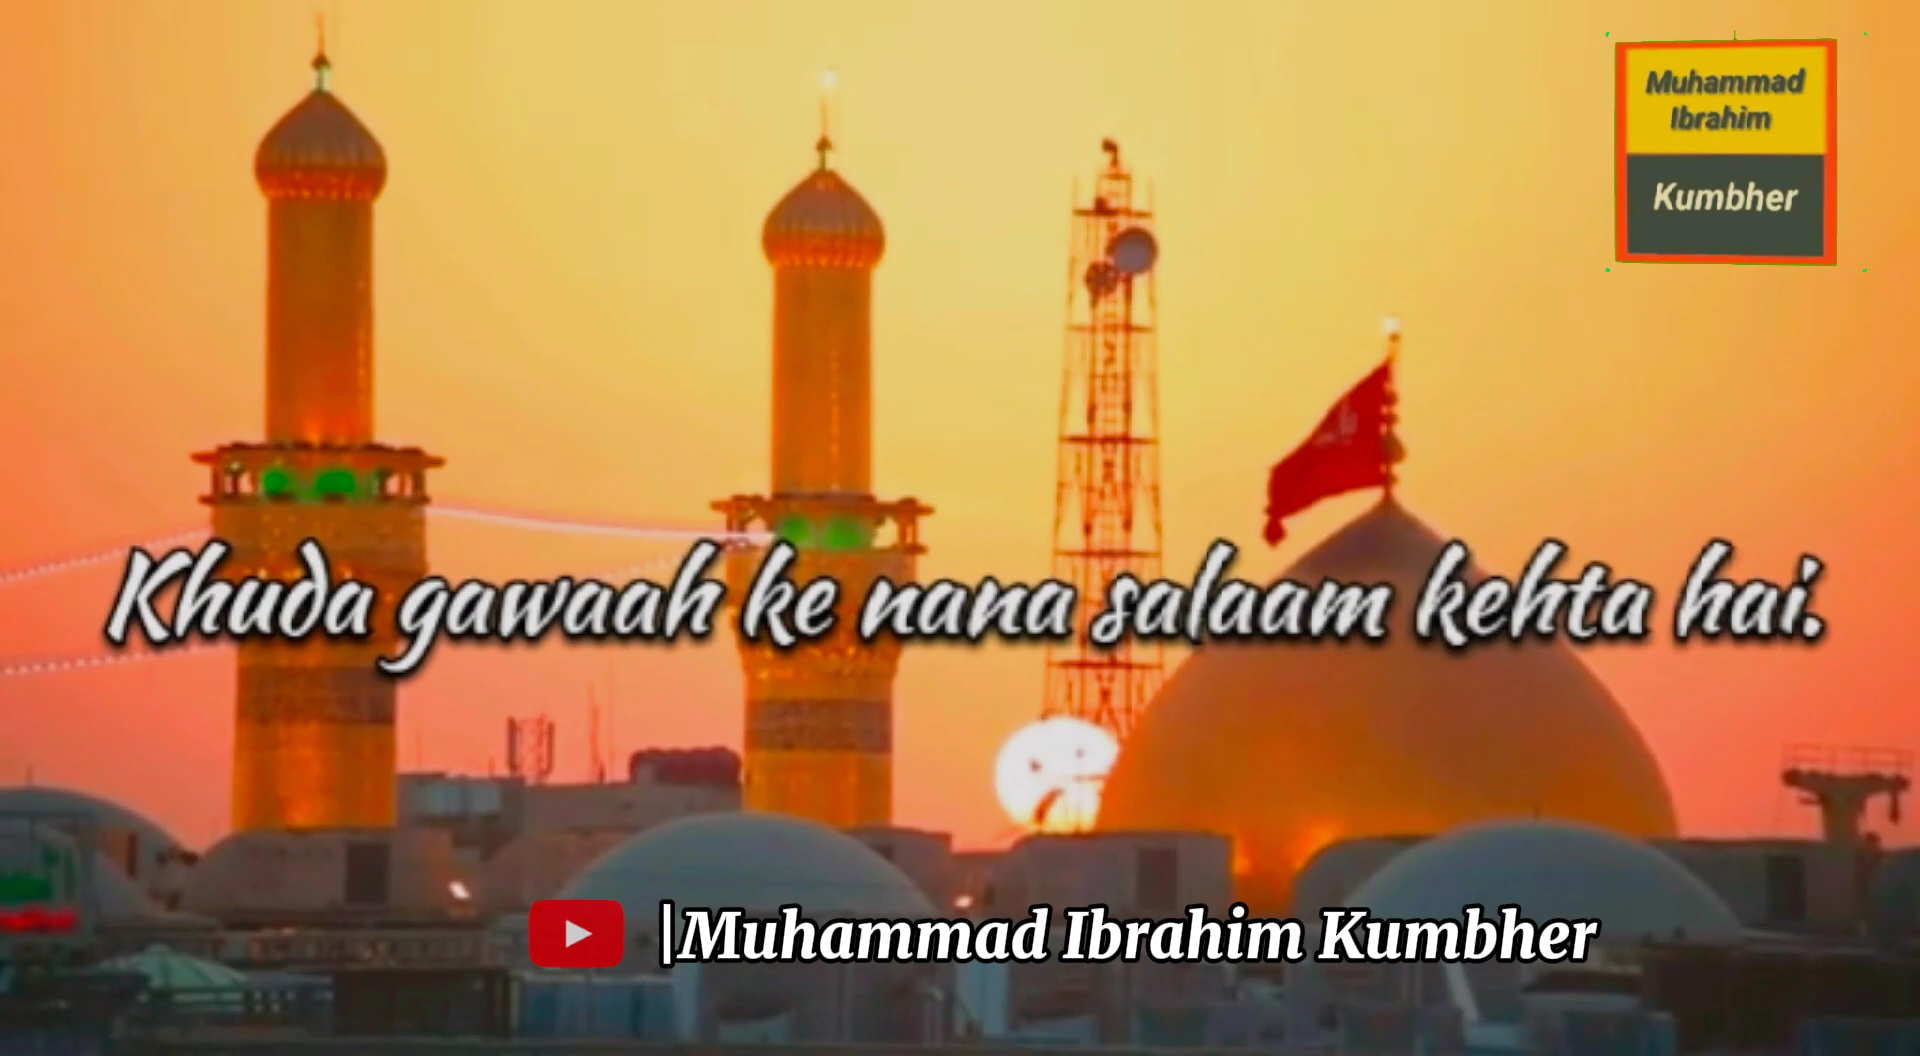 Muhammad
Ibrahim
Kumbher
Khuda gawaah ke nana salaam kehta hai.
|Muhammad Ibrahim Kumbher